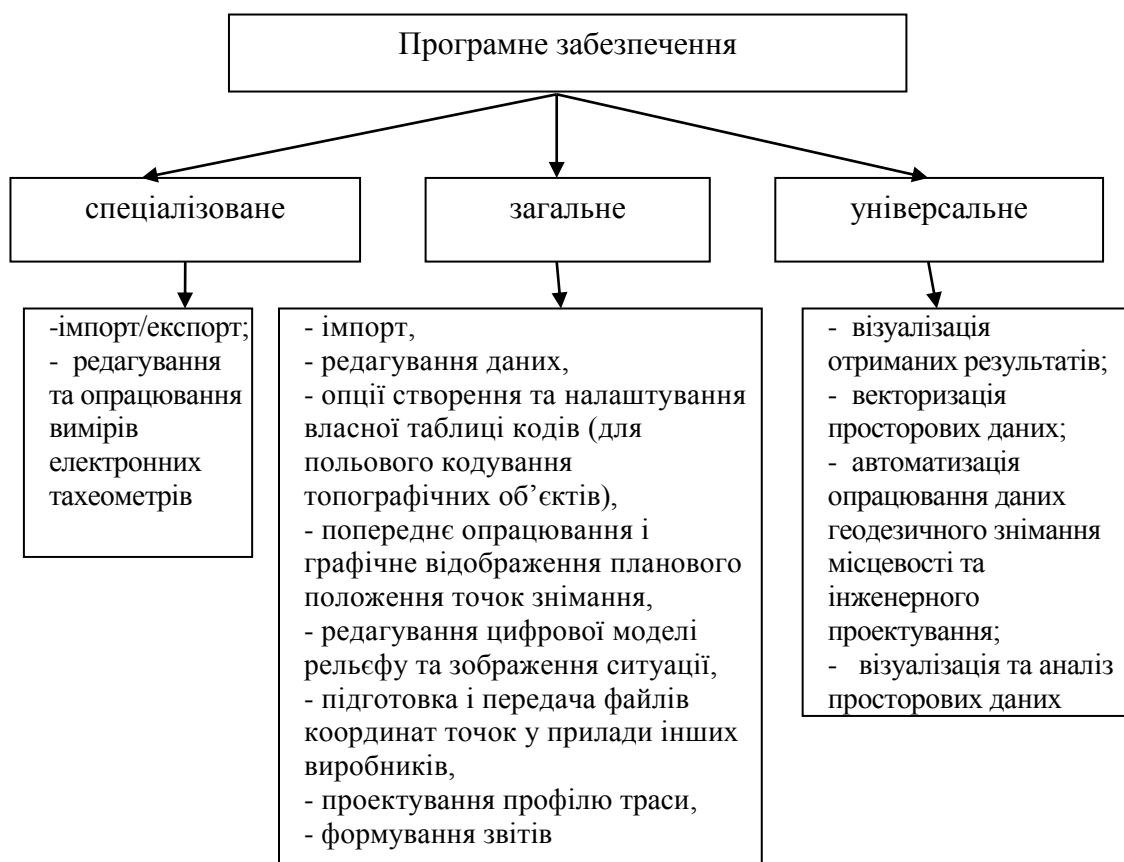 Програмне забезпечення
спеціалізоване
загальне
універсальне
-імпорт/експорт;
- редагування
та опрацювання
вимірів
електронних
тахеометрів
- імпорт,
- редагування даних,
- опції створення та налаштування
власної таблиці кодів (для
польового кодування
топографічних об’єктів),
- попереднє опрацювання і
графічне відображення планового
положення точок знімання,
- редагування цифрової моделі
рельєфу та зображення ситуації,
- підготовка і передача файлів
координат точок у прилади інших
виробників,
- проектування профілю траси,
- формування звітів
- візуалізація
отриманих результатів;
- векторизація
просторових даних;
- автоматизація
опрацювання даних
геодезичного знімання
місцевості та
інженерного
проектування;
- візуалізація та аналіз
просторових даних